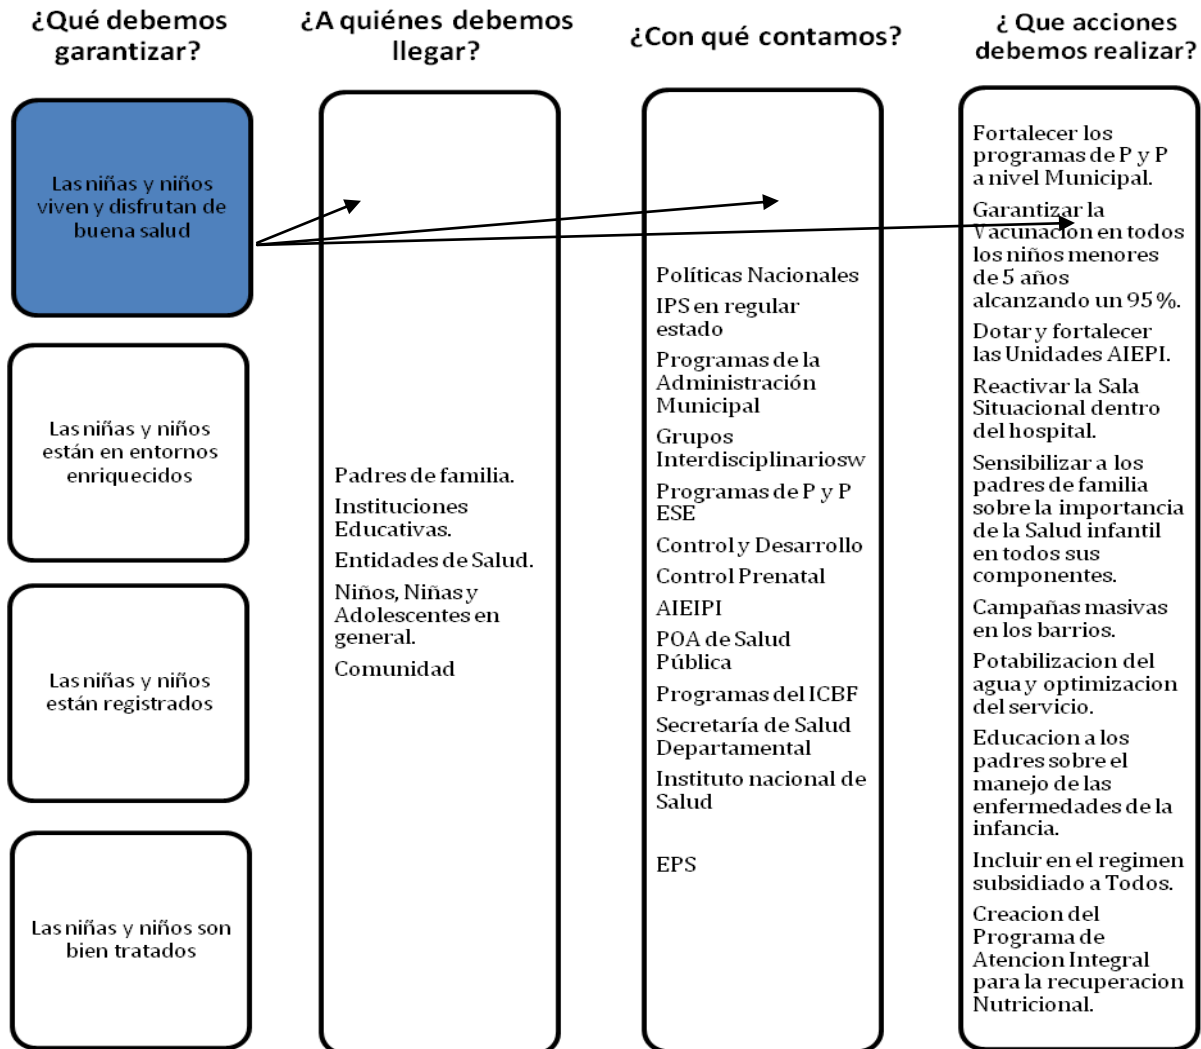 ¿Qué debemos
garantizar?
Las niñas y niños
viven y disfrutan de
buena salud
Las niñas y niños
están en entornos
enriquecidos
Las niñas y niños
están registrados
Las niñas y niños son
bien tratados
¿A quiénes debemos
llegar?
Padres de familia.
Instituciones
Educativas.
Entidades de Salud.
Niños, Niñas y
Adolescentes en
general.
Comunidad
¿Con qué contamos?
Políticas Nacionales
IPS en regular
estado
Programas de la
Administración
Municipal
Grupos
Interdisciplinariosw
Programas de P y P
ESE
Control y Desarrollo
Control Prenatal
AIEIPI
POA de Salud
Pública
Programas del ICBF
Secretaría de Salud
Departamental
Instituto nacional de
Salud
EPS
¿ Que acciones
debemos realizar?
Fortalecer los
programas de P y P
a nivel Municipal.
Garantizar la
Vacunacion en todos
los niños menores
de 5 años
alcanzando un 95%.
Dotar y fortalecer
las Unidades AIEPI.
Reactivar la Sala
Situacional dentro
del hospital.
Sensibilizar a los
padres de familia
sobre la importancia
de la Salud infantil
en todos sus
componentes.
Campañas masivas
en los barrios.
Potabilizacion del
agua y optimizacion
del servicio.
Educacion a los
padres sobre el
manejo de las
enfermedades de la
infancia.
Incluir en el regimen
subsidiado a Todos.
Creacion del
Programa de
Atencion Integral
para la recuperacion
Nutricional.